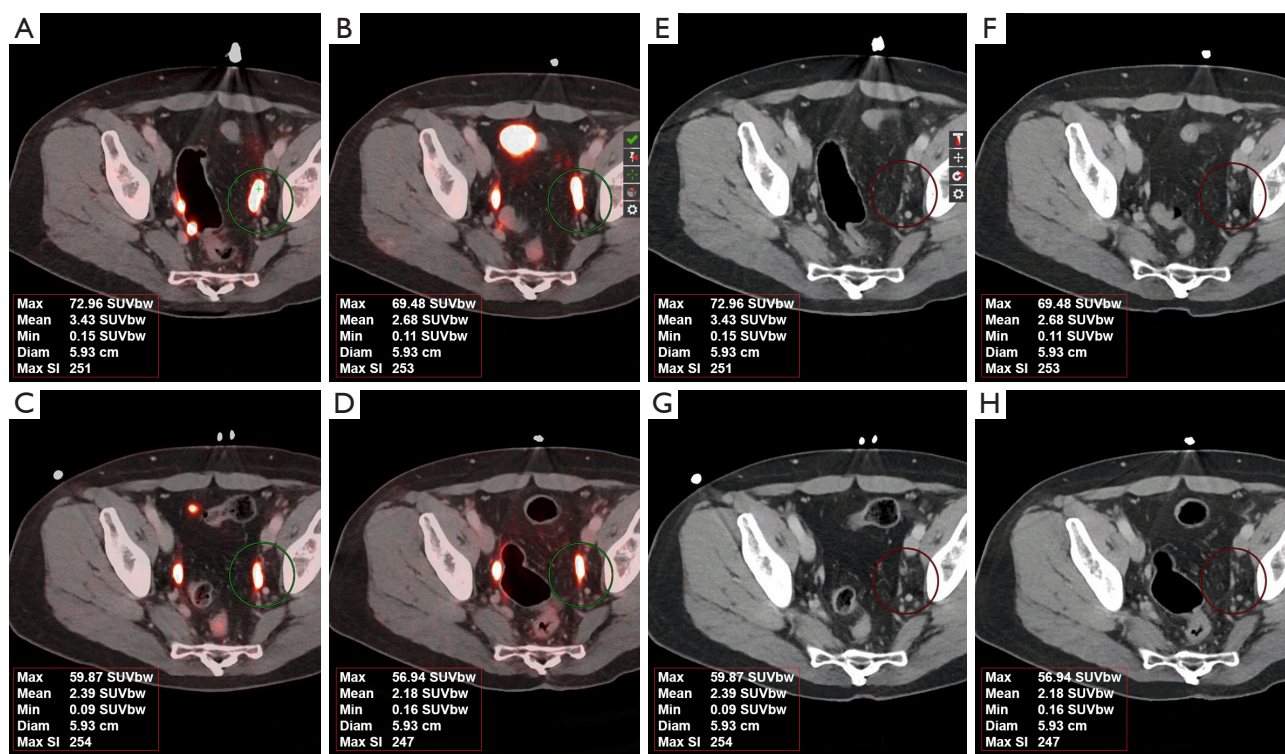 A
B
E
F
Max 72.96 SUVbw
Mean 3.43 SUVbw
Min 0.15 SUVbw
Diam 5.93 cm
Max SI 251
Max 69.48 SUVbw
Mean 2.68 SUVbw
Min 0.11 SUVbw
Diam 5.93 cm
Max SI 253
Max 72.96 SUVbw
Mean 3.43 SUVbw
Min 0.15 SUVbw
Diam 5.93 cm
Max SI 251
Max 69.48 SUVbw
Mean 2.68 SUVbw
Min 0.11 SUVbw
Diam 5.93 cm
Max SI 253
C
D
G
H
Max 59.87 SUVbw
Mean 2.39 SUVbw
Min 0.09 SUVbw
Diam 5.93 cm
Max SI 254
Max 56.94 SUVbw
Mean 2.18 SUVbw
Min 0.16 SUVbw
Diam 5.93 cm
Max SI 247
Max 59.87 SUVbw
Mean 2.39 SUVbw
Min 0.09 SUVbw
Diam 5.93 cm
Max SI 254
Max 56.94 SUVbw
Mean 2.18 SUVbw
Min 0.16 SUVbw
Diam 5.93 cm
Max SI 247